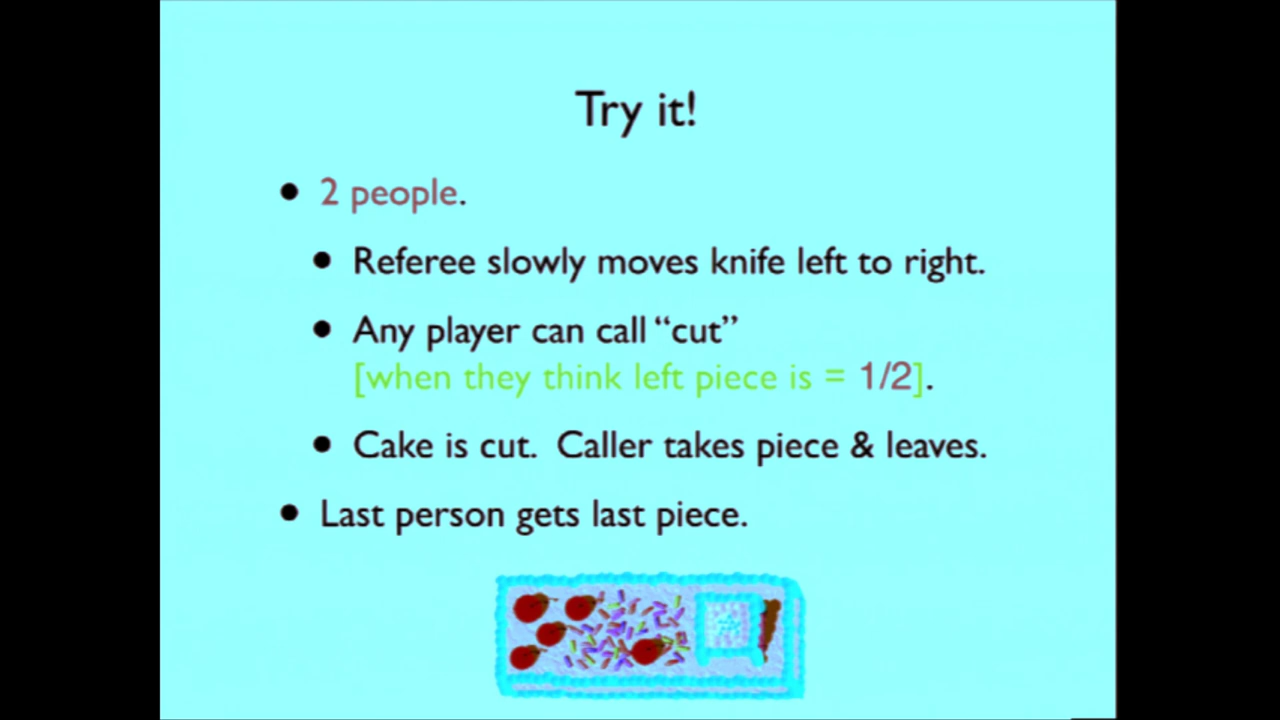 Try it!
• 2 people.
• Referee slowly moves knife left to right.
• Any player can call “cut”
[when they think left piece is = 1/2].
• Cake is cut.  Caller takes piece & leaves.
• Last person gets last piece.